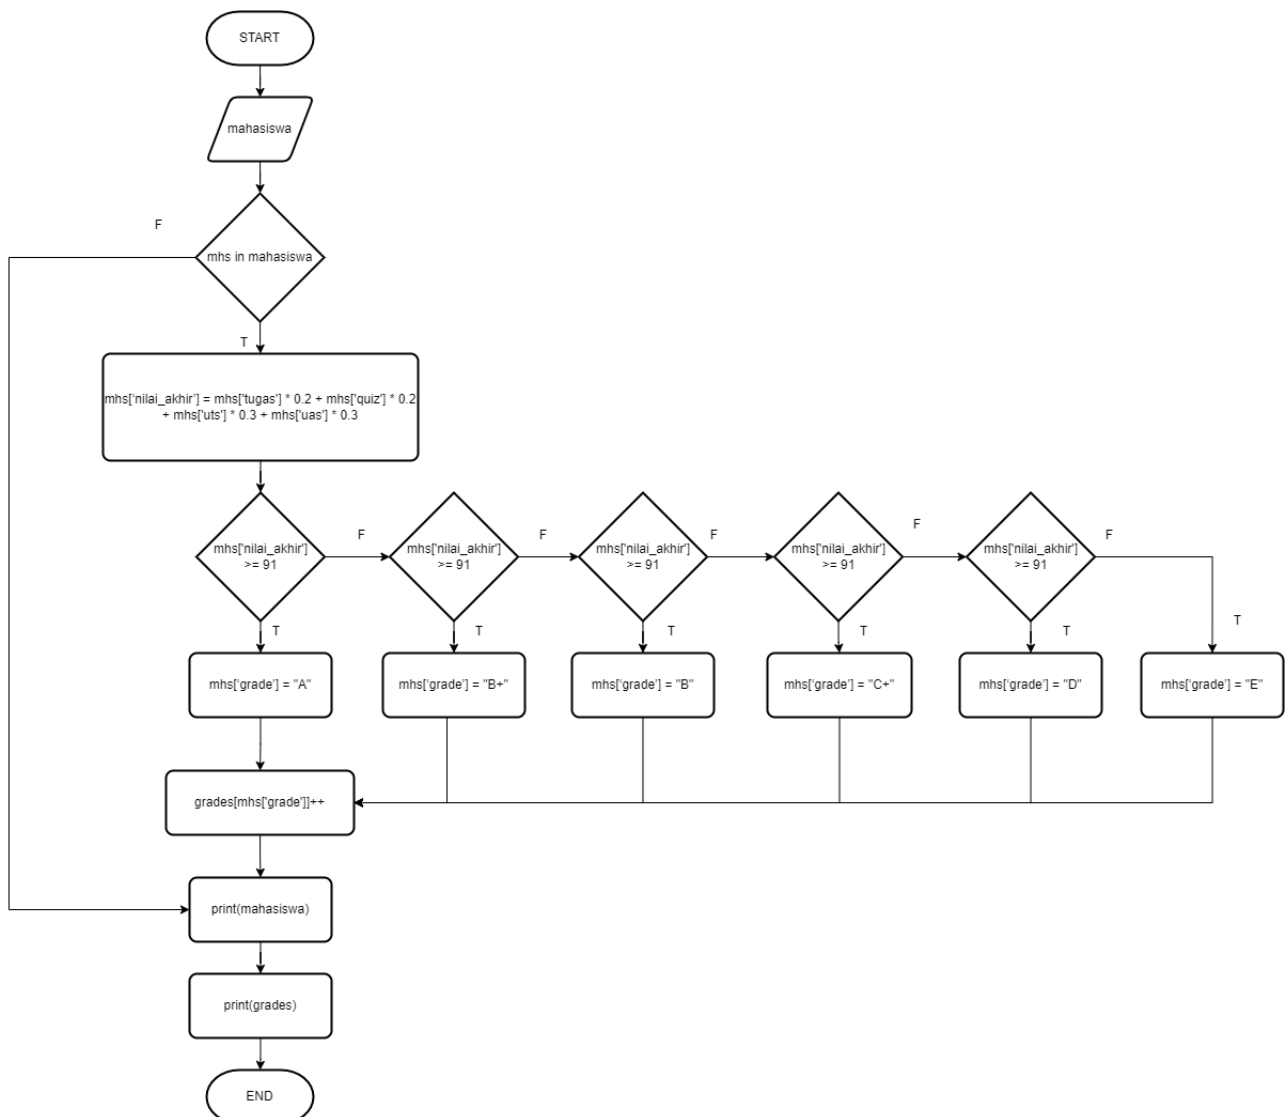 START
mahasiswa
F
mhs in mahasiswa
T
mhs[‘nilai_akhir’] = mhs['tugas'] * 0.2 + mhs['quiz'] * 0.2
+ mhs['uts'] * 0.3 + mhs['uas'] * 0.3
mhs['nilai_akhir']
>= 91
F
mhs['nilai_akhir']
>= 91
F
mhs['nilai_akhir']
>= 91
F
mhs['nilai_akhir']
>= 91
F
mhs['nilai_akhir']
>= 91
F
T
T
T
T
T
T
mhs[‘grade’] = "A"
mhs[‘grade’] = "B+"
mhs[‘grade’] = "B"
mhs[‘grade’] = "C+"
mhs[‘grade’] = "D"
mhs[‘grade’] = "E"
grades[mhs['grade']]++
print(mahasiswa)
print(grades)
END